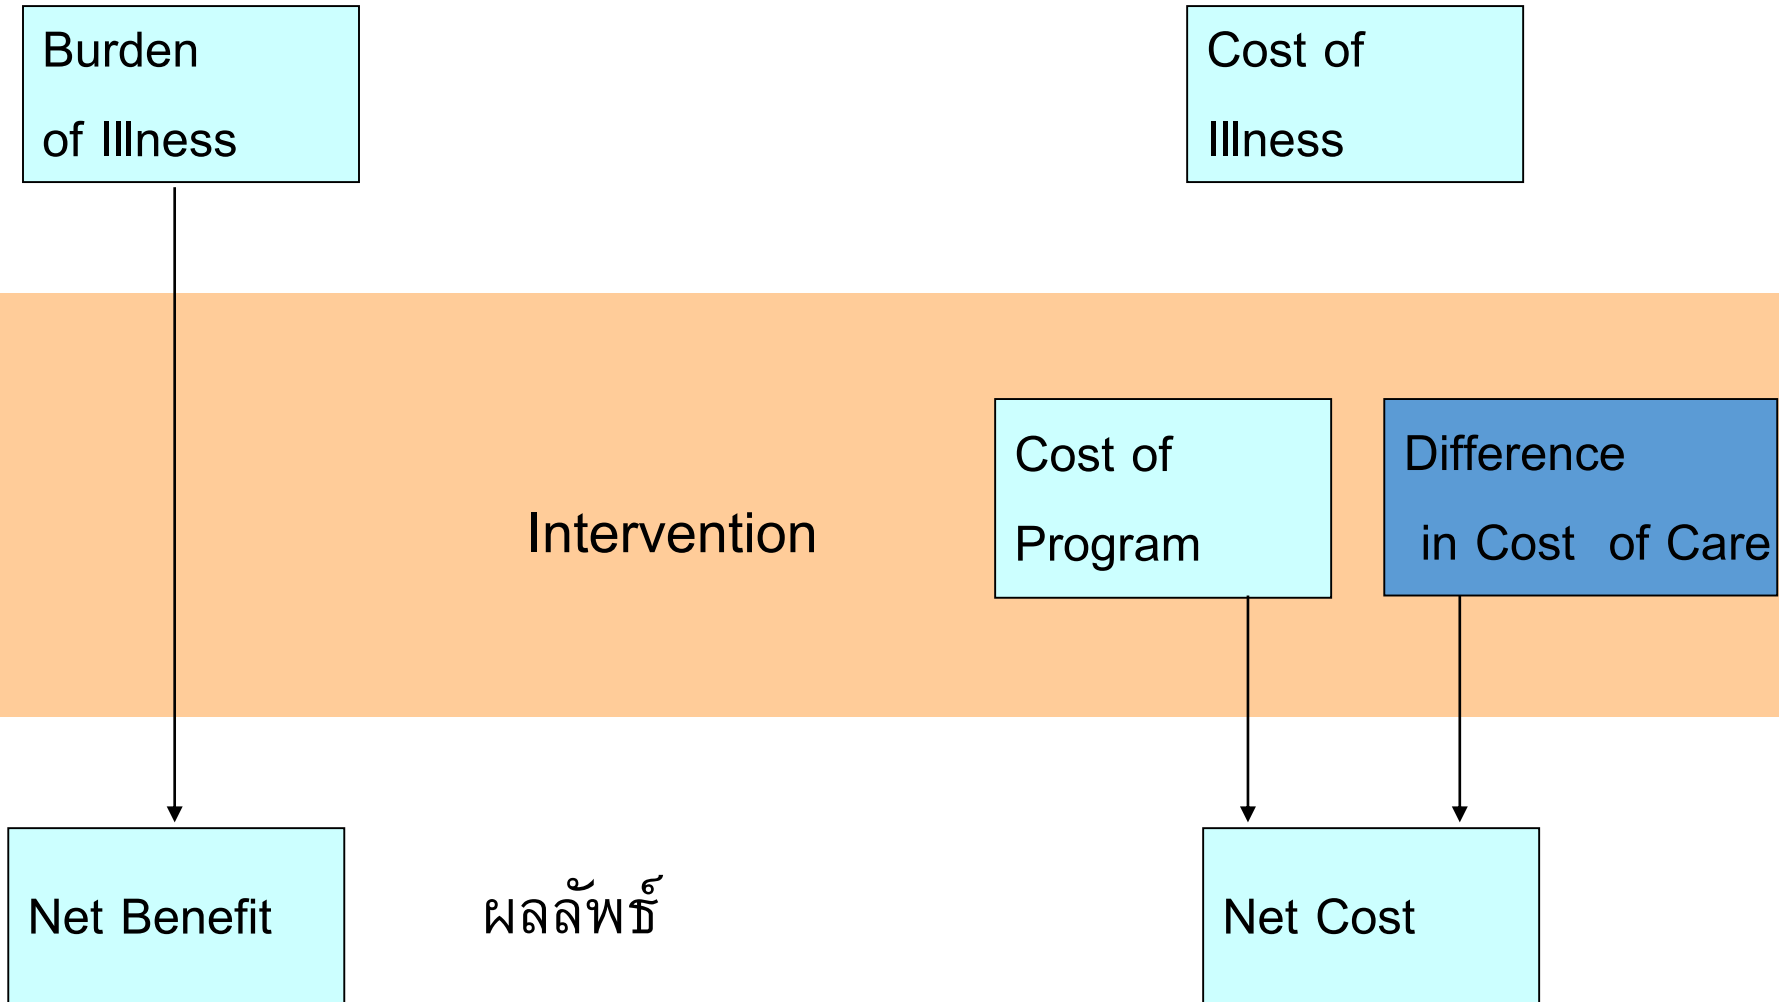 Burden
of Illness
Cost of
Illness
Intervention
Cost of
Program
Difference
in Cost of Care
Net Benefit
ผลลัพธ์
Net Cost